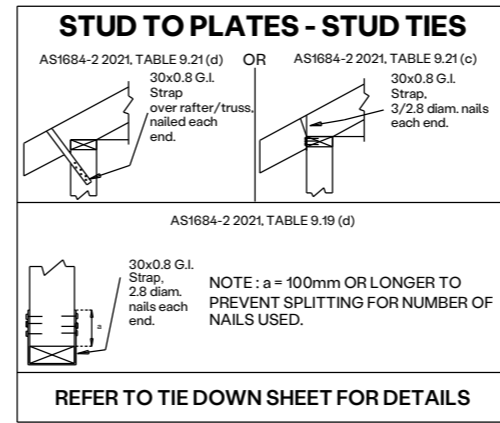 STUD TO PLATES - STUD TIES
AS1684-2 2021, TABLE 9.21 (d)
OR
AS1684-2 2021, TABLE 9.21 (c)
30x0.8 G.I.
Strap
over rafter/truss,
nailed each
end.
30x0.8 G.I.
Strap,
3/2.8 diam. nails
each end.
AS1684-2 2021, TABLE 9.19 (d)
30x0.8 G.I.
Strap,
2.8 diam.
nails each
end.
a
NOTE : a = 100mm OR LONGER TO
PREVENT SPLITTING FOR NUMBER OF
NAILS USED.
REFER TO TIE DOWN SHEET FOR DETAILS